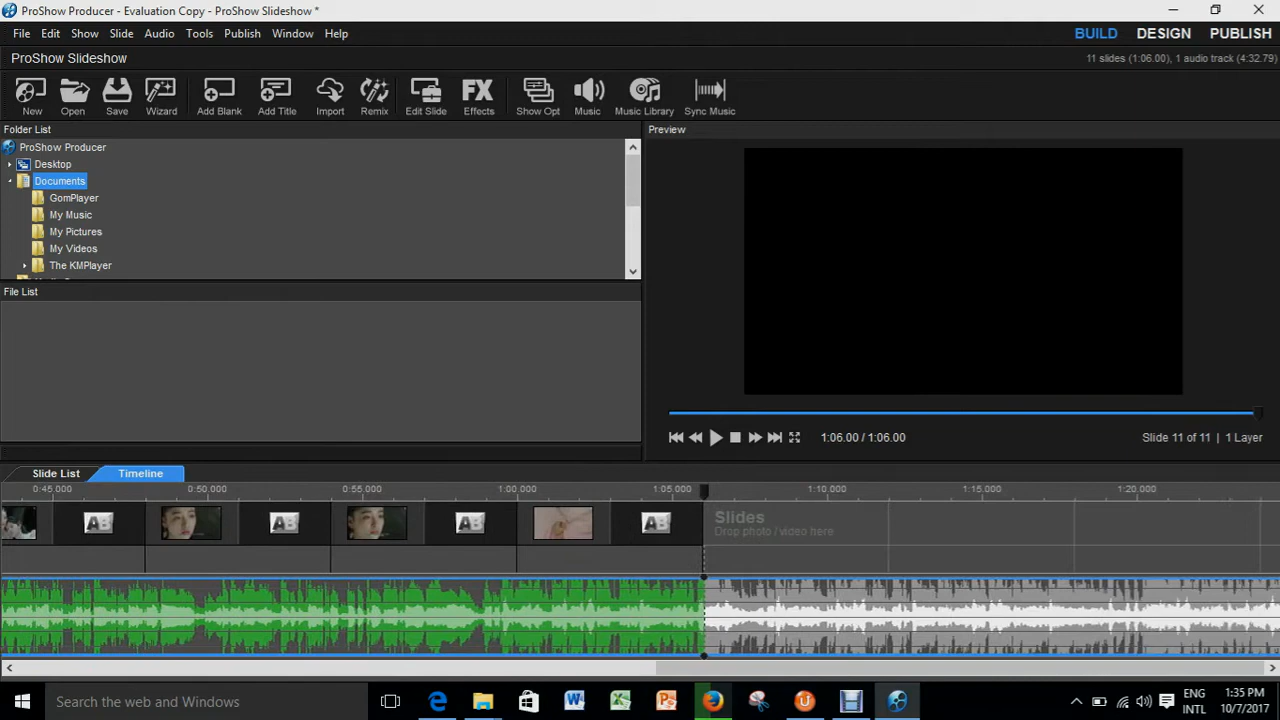 ProShow Producer - Evaluation Copy - ProShow Slideshow *
File Edit Show Slide Audio Tools Publish Window Help
BUILD DESIGN PUBLISH
ProShow Slideshow
11 slides (1:06.00), 1 audio track (4:32.79)
New Open Save Wizard Add Blank Add Title Import Remix Edit Slide Effects Show Opt Music Music Library Sync Music
FX
Folder List
ProShow Producer
Desktop
Documents
GomPlayer
My Music
My Pictures
My Videos
The KMPlayer
File List
Preview
1:06.00 / 1:06.00
Slide 11 of 11 | 1 Layer
Slide List Timeline
0:45.000 0:50.000 0:55.000 1:00.000 1:05.000 1:10.000 1:15.000 1:20.000
AB AB AB AB
Slides
Drop photo / video here
Search the web and Windows
ENG
INTL
1:35 PM
10/7/2017